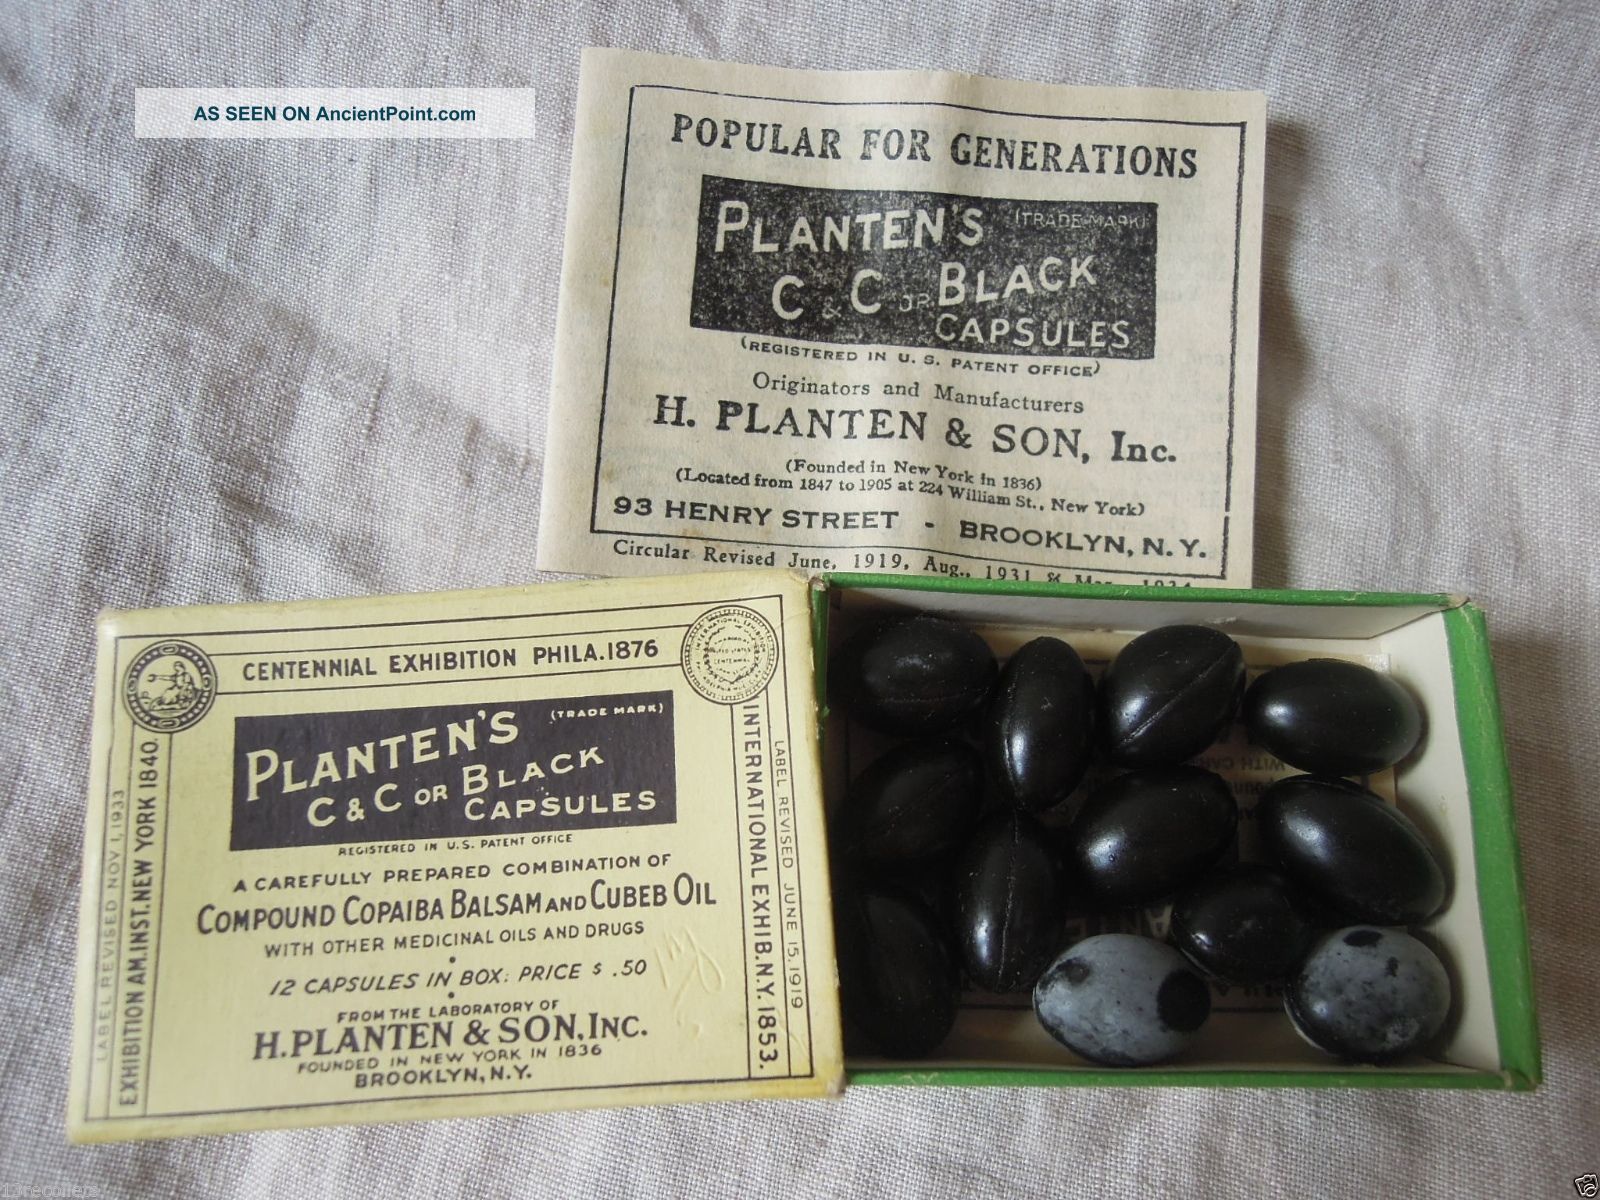 AS SEEN ON AncientPoint.com
POPULAR FOR GENERATIONS
PLANTEN'S (TRADE MARK)
C & C OR BLACK
CAPSULES
(REGISTERED IN U. S. PATENT OFFICE)
Originators and Manufacturers
H. PLANTEN & SON, Inc.
(Founded in New York in 1836)
(Located from 1847 to 1905 at 224 William St., New York)
93 HENRY STREET - BROOKLYN, N. Y.
Circular Revised June, 1919, Aug., 1931 &
CENTENNIAL EXHIBITION PHILA. 1876
PLANTEN'S (TRADE MARK)
C & C OR BLACK
CAPSULES
REGISTERED IN U.S. PATENT OFFICE
A CAREFULLY PREPARED COMBINATION OF
COMPOUND COPAIBA BALSAM AND CUBEB OIL
WITH OTHER MEDICINAL OILS AND DRUGS
12 CAPSULES IN BOX: PRICE $ .50
FROM THE LABORATORY OF
H. PLANTEN & SON, INC.
FOUNDED IN NEW YORK IN 1836
BROOKLYN, N.Y.
LABEL REVISED NOV 1, 1933
EXHIBITION AM. INST. NEW YORK 1840.
INTERNATIONAL EXHIB. N.Y. 1853.
LABEL REVISED JUNE 15, 1919
WITH
13recollers